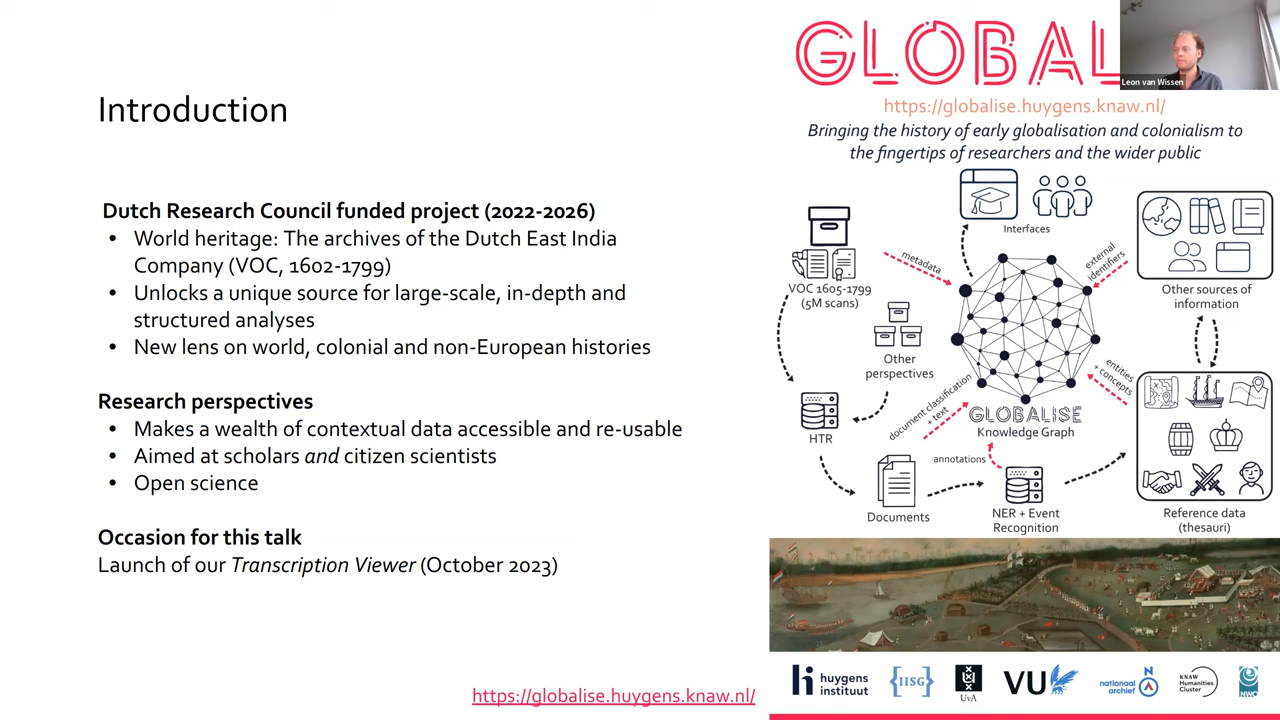 Introduction
Dutch Research Council funded project (2022-2026)
• World heritage: The archives of the Dutch East India
Company (VOC, 1602-1799)
• Unlocks a unique source for large-scale, in-depth and
structured analyses
• New lens on world, colonial and non-European histories
Research perspectives
• Makes a wealth of contextual data accessible and re-usable
• Aimed at scholars and citizen scientists
• Open science
Occasion for this talk
Launch of our Transcription Viewer (October 2023)
https://globalise.huygens.knaw.nl/
GLOBAL
Leon van Wissen
https://globalise.huygens.knaw.nl/
Bringing the history of early globalisation and colonialism to
the fingertips of researchers and the wider public
Interfaces
metadata
external
identifiers
VOC 1605-1799
(5M scans)
Other sources of
information
Other
perspectives
entities
+ concepts
document classification
+ text
GLOBALISE
Knowledge Graph
HTR
annotations
Documents
NER + Event
Recognition
Reference data
(thesauri)
huygens
instituut
IISG
UvA
VU
nationaal
archief
KNAW
Humanities
Cluster
NWO